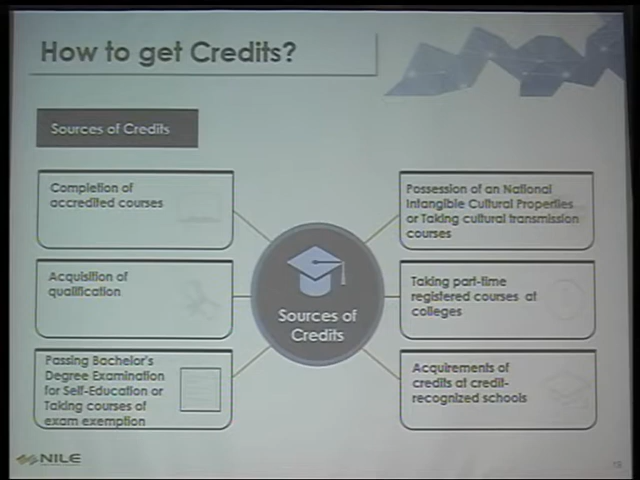 How to get Credits?
Sources of Credits
Completion of
accredited courses
Acquisition of
qualification
Passing Bachelor's
Degree Examination
for Self-Education or
Taking courses of
exam exemption
Sources of
Credits
Possession of an National
Intangible Cultural Properties
or Taking cultural transmission
courses
Taking part-time
registered courses at
colleges
Acquirements of
credits at credit-
recognized schools
NILE